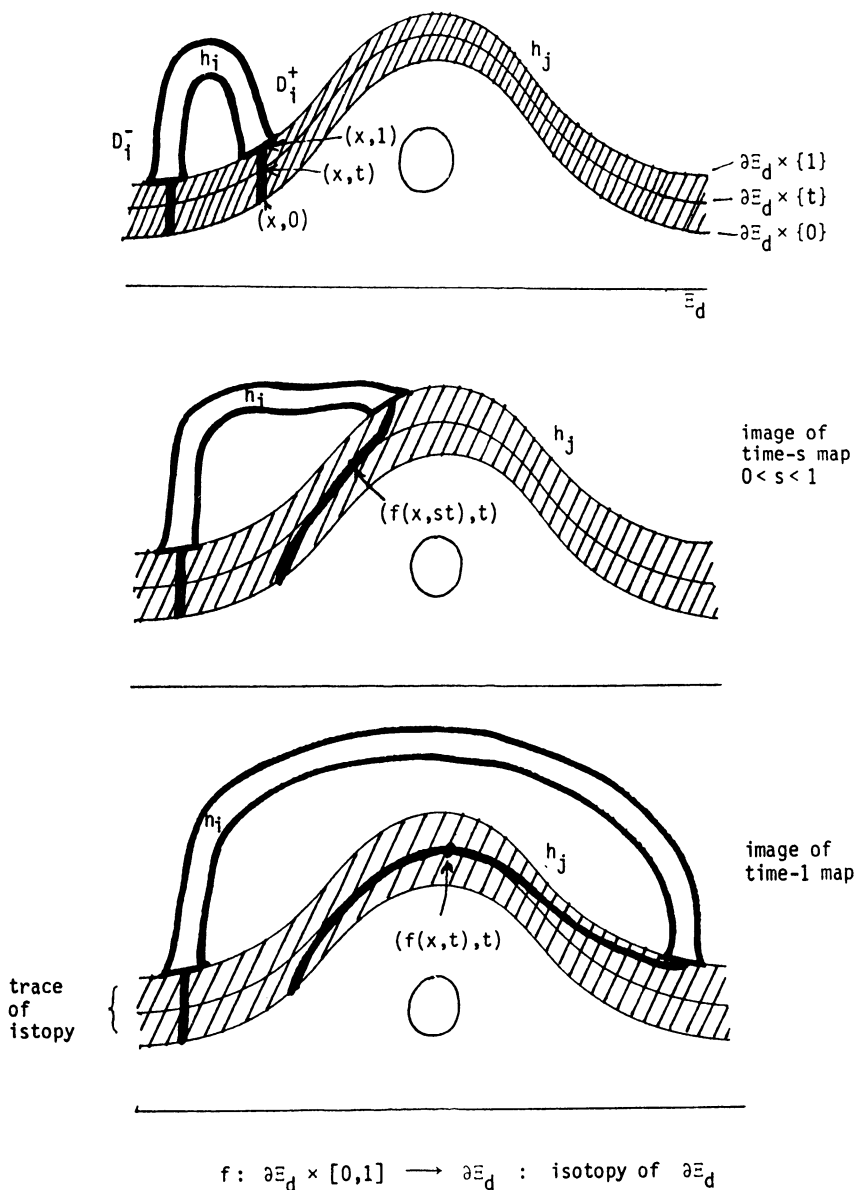 h_i
h_j
D_i^+
D_i^-
(x,1)
(x,t)
(x,0)
∂Ξ_d × {1}
∂Ξ_d × {t}
∂Ξ_d × {0}
Ξ_d
h_i
h_j
image of
time-s map
0 < s < 1
(f(x,st),t)
h_i
h_j
image of
time-1 map
(f(x,t),t)
trace
of
istopy
f: ∂Ξ_d × [0,1] ⟶ ∂Ξ_d : isotopy of ∂Ξ_d